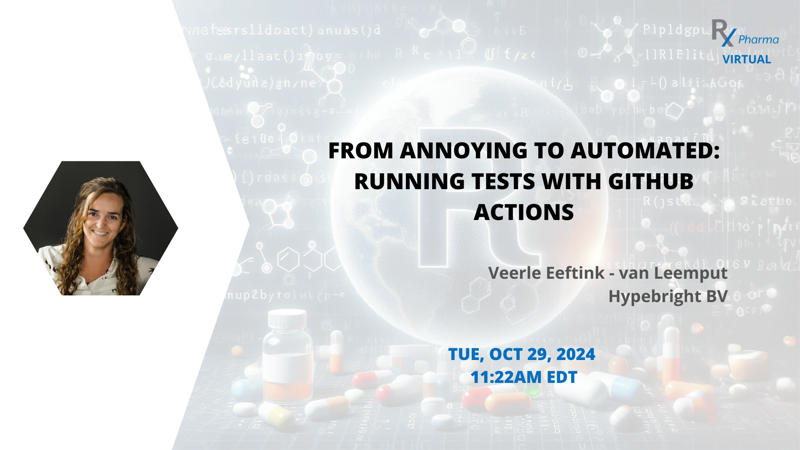 Rx Pharma
VIRTUAL
FROM ANNOYING TO AUTOMATED:
RUNNING TESTS WITH GITHUB
ACTIONS
R
Veerle Eeftink - van Leemput
Hypebright BV
TUE, OCT 29, 2024
11:22AM EDT